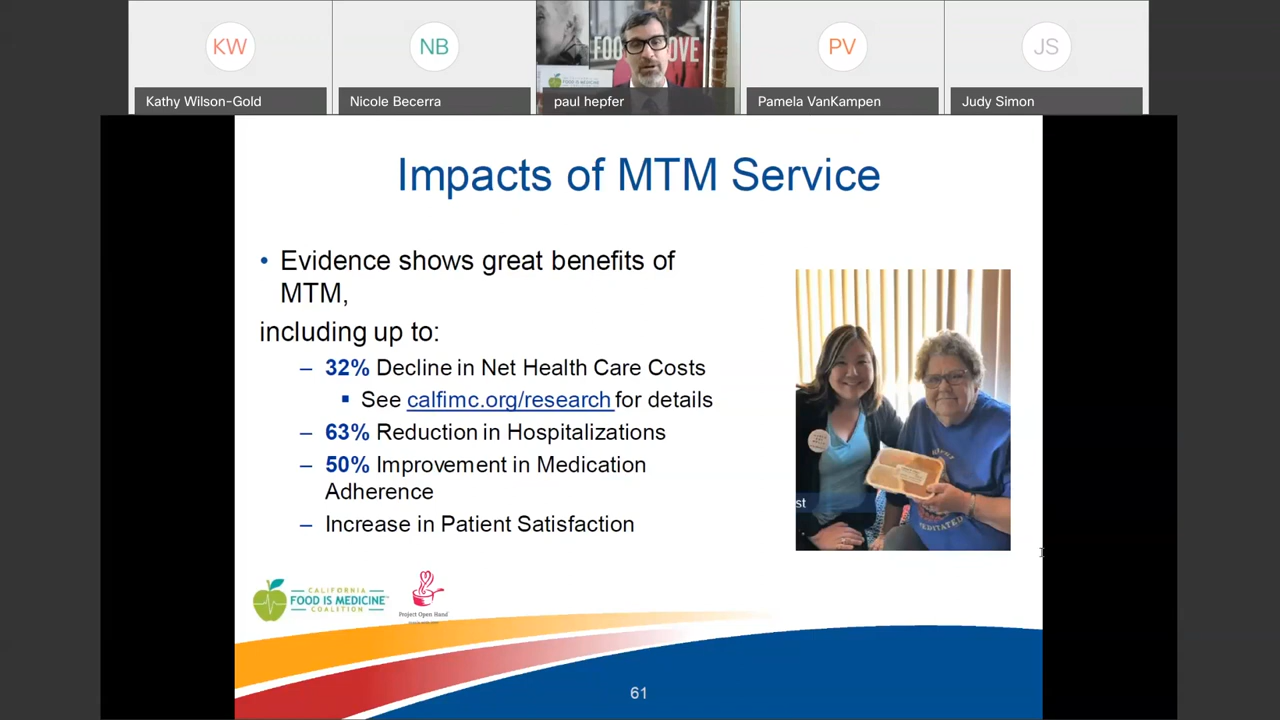 KW
NB
PV
JS
Kathy Wilson-Gold
Nicole Becerra
paul hepfer
Pamela VanKampen
Judy Simon
Impacts of MTM Service
• Evidence shows great benefits of
MTM,
including up to:
– 32% Decline in Net Health Care Costs
▪ See calfimc.org/research for details
– 63% Reduction in Hospitalizations
– 50% Improvement in Medication
Adherence
– Increase in Patient Satisfaction
st
CALIFORNIA
FOOD IS MEDICINE
COALITION
Project Open Hand
61